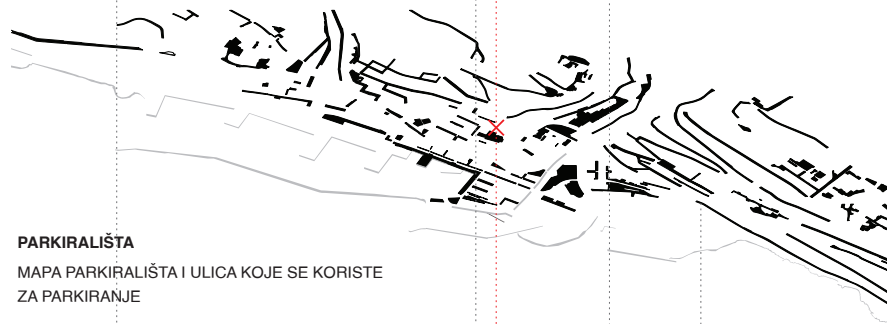 PARKIRALIŠTA
MAPA PARKIRALIŠTA I ULICA KOJE SE KORISTE
ZA PARKIRANJE